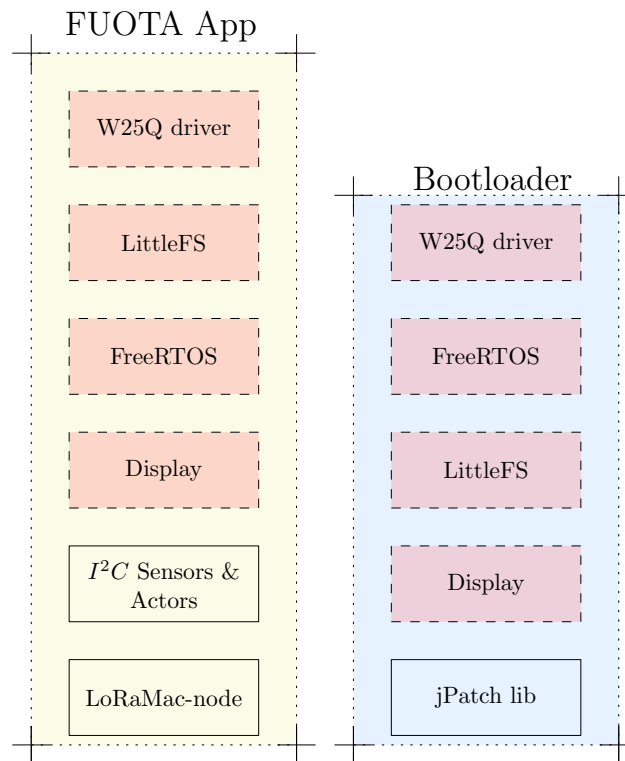 FUOTA App
W25Q driver
LittleFS
FreeRTOS
Display
I²C Sensors &
Actors
LoRaMac-node
Bootloader
W25Q driver
FreeRTOS
LittleFS
Display
jPatch lib